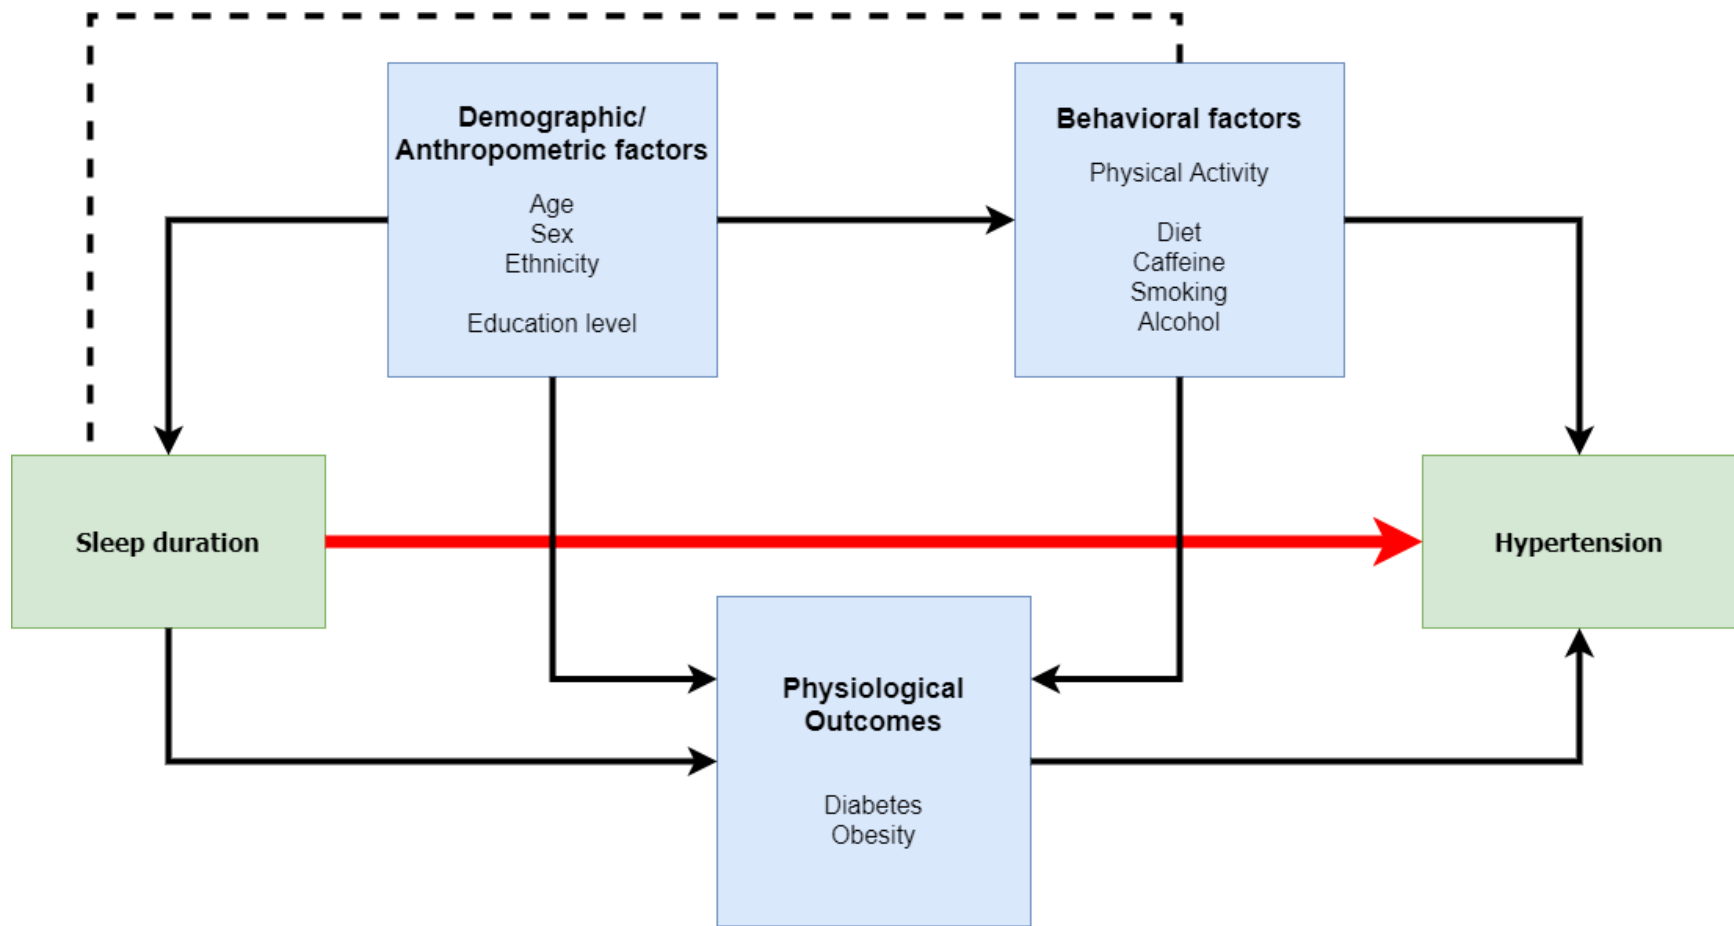 Demographic/
Anthropometric factors
Age
Sex
Ethnicity
Education level
Behavioral factors
Physical Activity
Diet
Caffeine
Smoking
Alcohol
Sleep duration
Hypertension
Physiological
Outcomes
Diabetes
Obesity